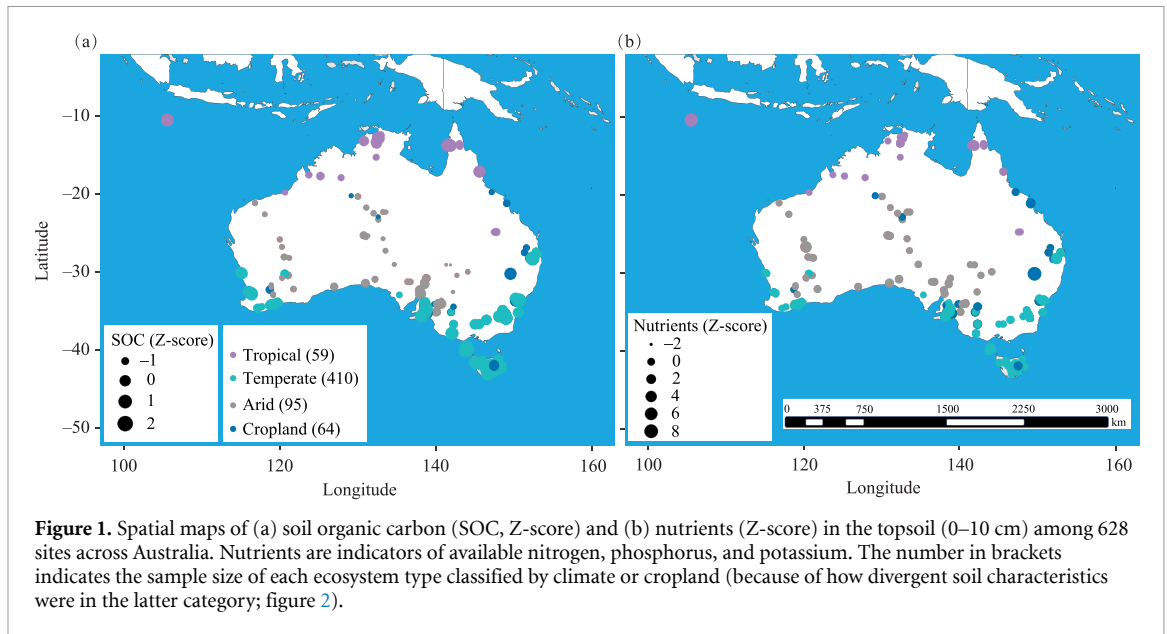 (a)
−10
−20
−30
−40
−50
Latitude
SOC (Z-score)
−1
0
1
2
Tropical (59)
Temperate (410)
Arid (95)
Cropland (64)
100
120
140
160
Longitude
(b)
Nutrients (Z-score)
−2
0
2
4
6
8
0 375 750 1500 2250 3000
km
100
120
140
160
Longitude
Figure 1. Spatial maps of (a) soil organic carbon (SOC, Z-score) and (b) nutrients (Z-score) in the topsoil (0–10 cm) among 628
sites across Australia. Nutrients are indicators of available nitrogen, phosphorus, and potassium. The number in brackets
indicates the sample size of each ecosystem type classified by climate or cropland (because of how divergent soil characteristics
were in the latter category; figure 2).